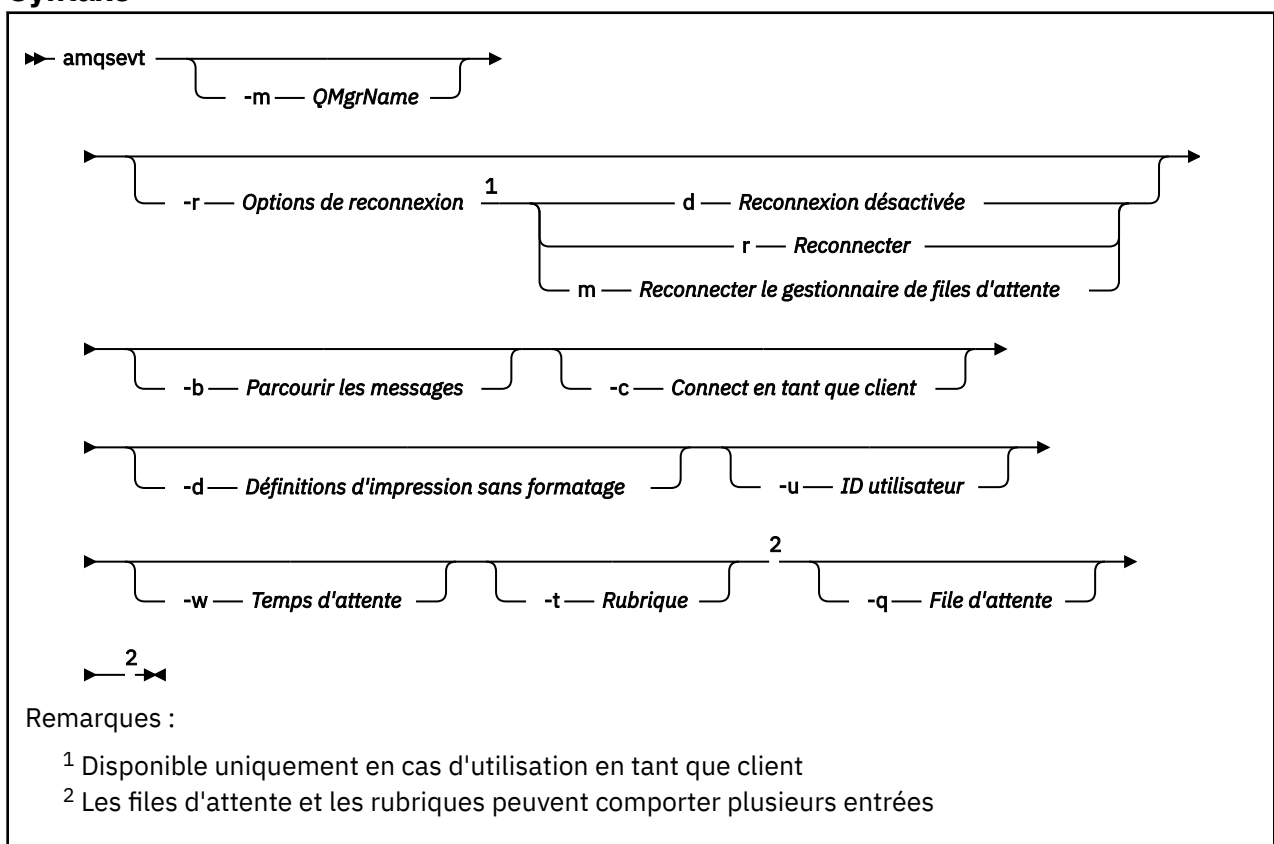 amqsevt
-m QMgrName
-r Options de reconnexion 1 d Reconnexion désactivée
r Reconnecter
m Reconnecter le gestionnaire de files d'attente
-b Parcourir les messages -c Connect en tant que client
-d Définitions d'impression sans formatage -u ID utilisateur
2
-w Temps d'attente -t Rubrique -q File d'attente
2
Remarques :
1 Disponible uniquement en cas d'utilisation en tant que client
2 Les files d'attente et les rubriques peuvent comporter plusieurs entrées